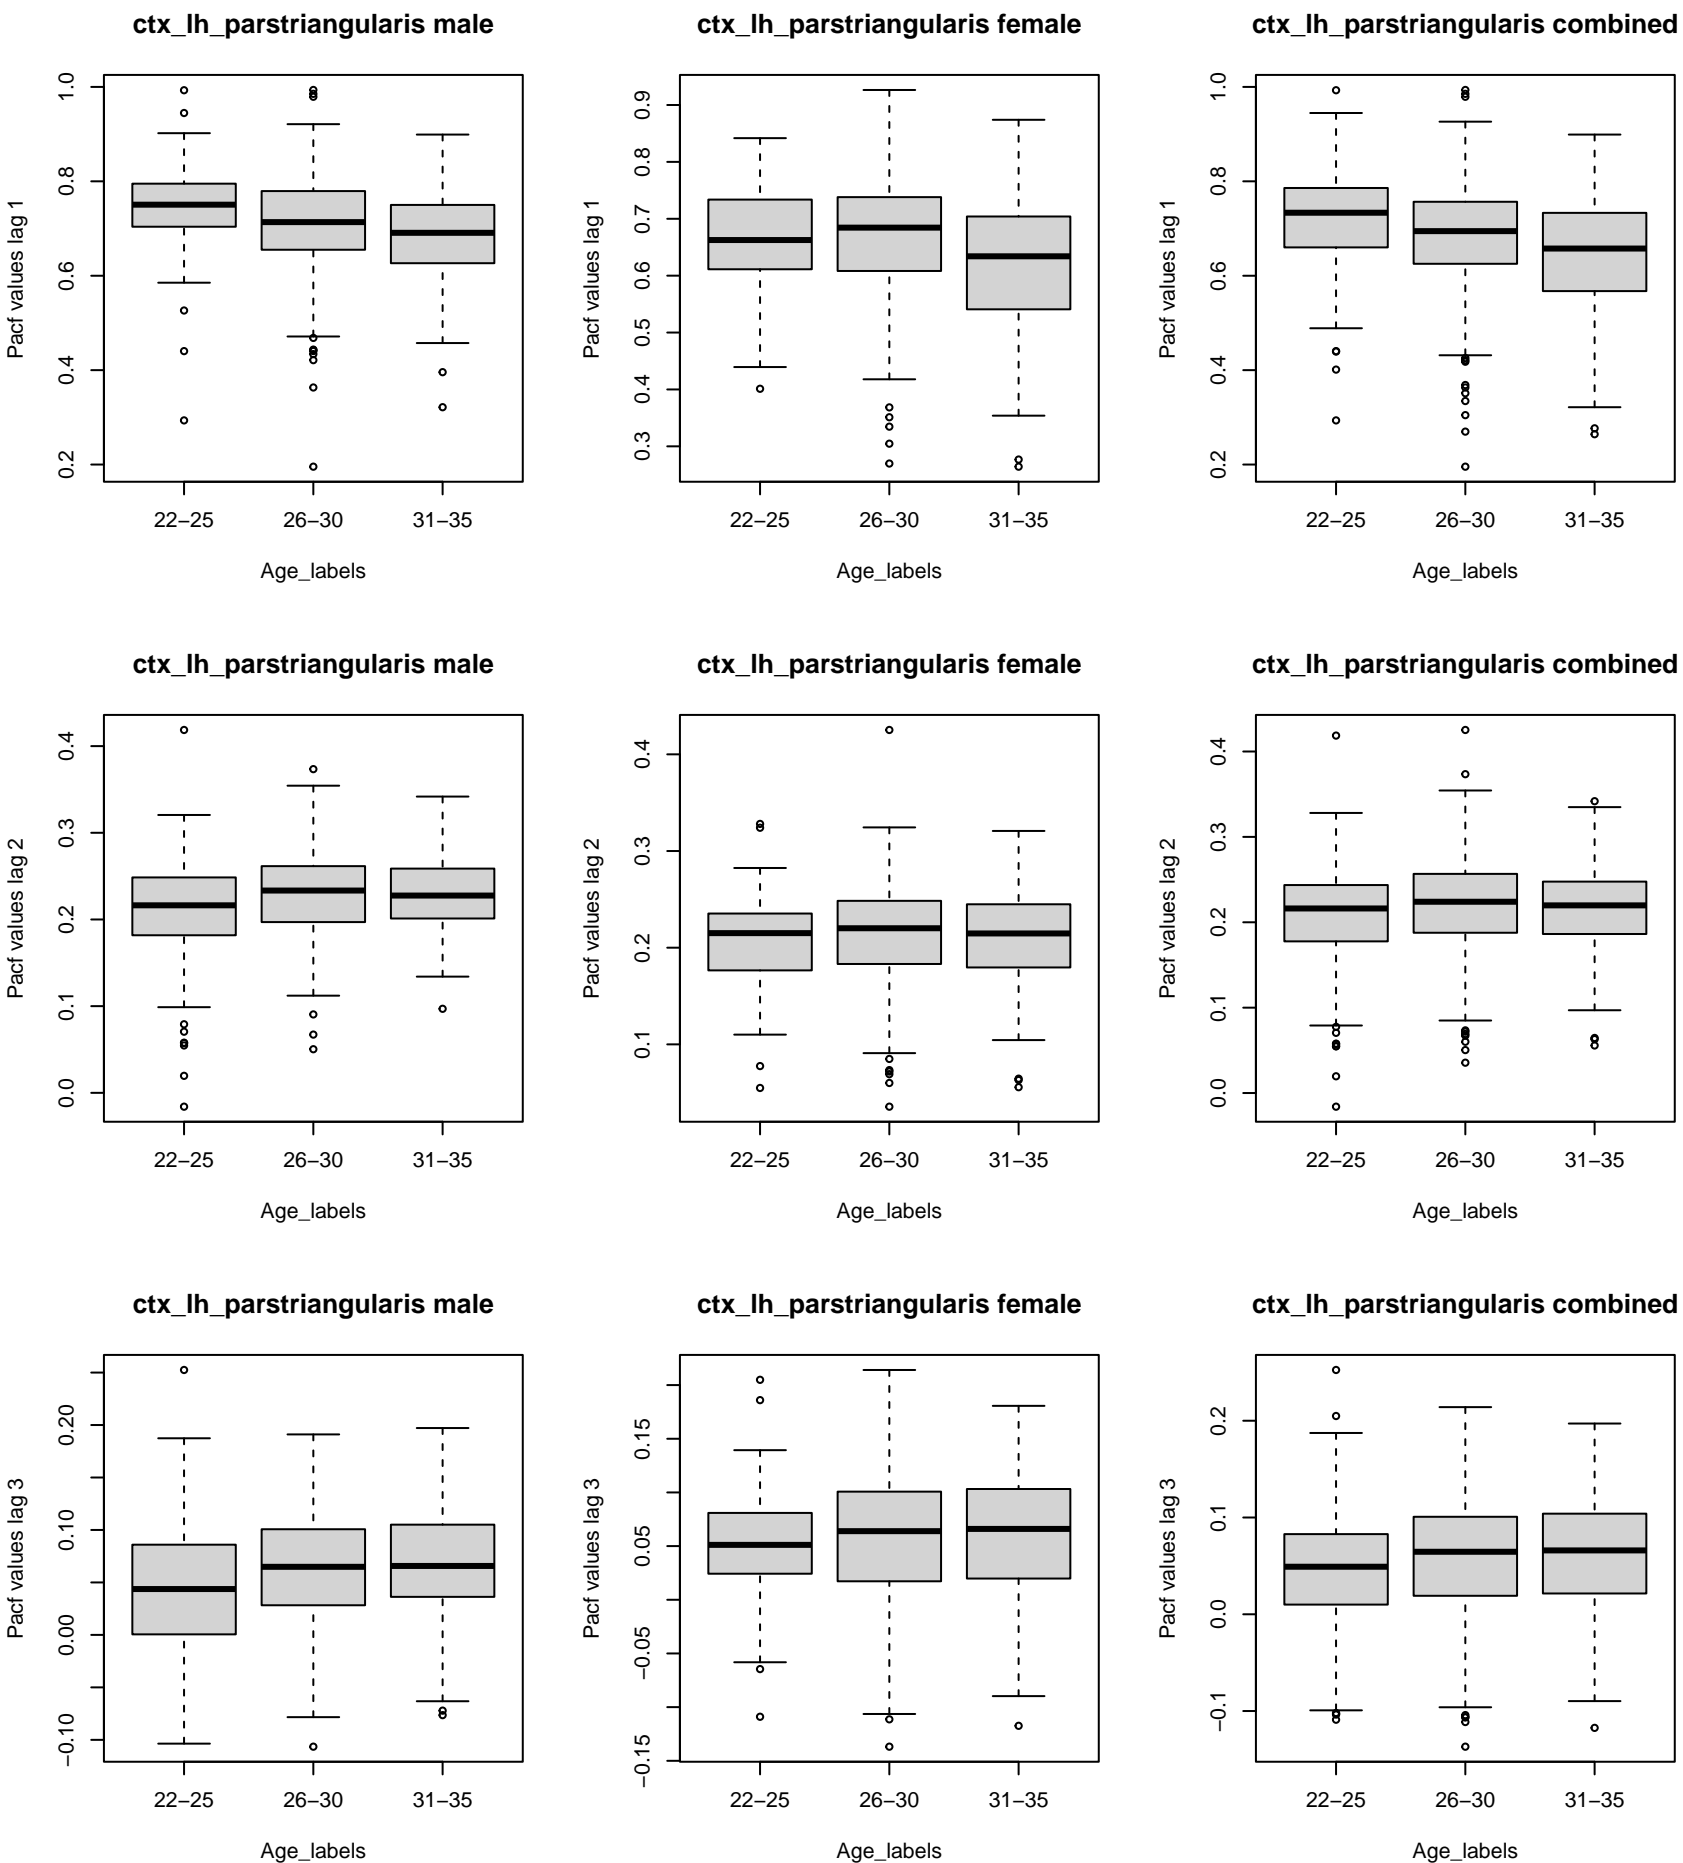 ctx_lh_parstriangularis male
Pacf values lag 1
0.2 0.4 0.6 0.8 1.0
22−25 26−30 31−35
Age_labels
ctx_lh_parstriangularis female
Pacf values lag 1
0.3 0.4 0.5 0.6 0.7 0.8 0.9
22−25 26−30 31−35
Age_labels
ctx_lh_parstriangularis combined
Pacf values lag 1
0.2 0.4 0.6 0.8 1.0
22−25 26−30 31−35
Age_labels
ctx_lh_parstriangularis male
Pacf values lag 2
0.0 0.1 0.2 0.3 0.4
22−25 26−30 31−35
Age_labels
ctx_lh_parstriangularis female
Pacf values lag 2
0.1 0.2 0.3 0.4
22−25 26−30 31−35
Age_labels
ctx_lh_parstriangularis combined
Pacf values lag 2
0.0 0.1 0.2 0.3 0.4
22−25 26−30 31−35
Age_labels
ctx_lh_parstriangularis male
Pacf values lag 3
−0.10 0.00 0.10 0.20
22−25 26−30 31−35
Age_labels
ctx_lh_parstriangularis female
Pacf values lag 3
−0.15 −0.05 0.05 0.15
22−25 26−30 31−35
Age_labels
ctx_lh_parstriangularis combined
Pacf values lag 3
−0.1 0.0 0.1 0.2
22−25 26−30 31−35
Age_labels